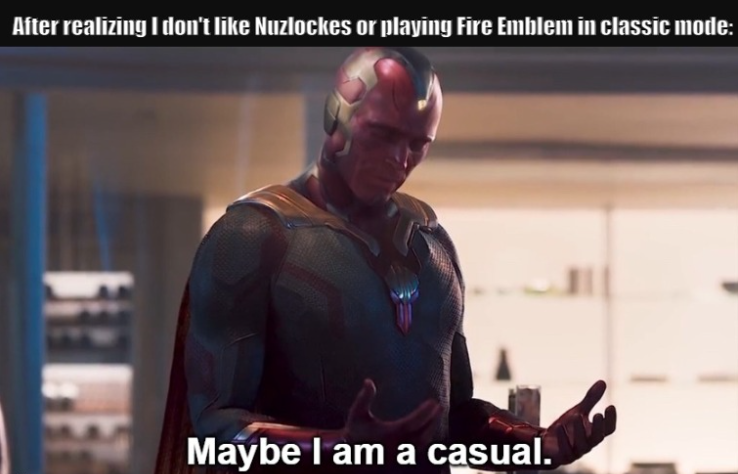 After realizing I don't like Nuzlockes or playing Fire Emblem in classic mode:
Maybe I am a casual.